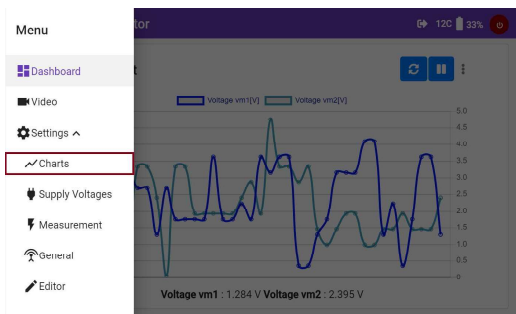 Menu
tor
12C 33%
Dashboard
t
Video
Voltage vm1[V] Voltage vm2[V]
5.0
4.5
4.0
3.5
3.0
2.5
2.0
1.5
1.0
0.5
0
Settings
Charts
Supply Voltages
Measurement
General
Editor
Voltage vm1 : 1.284 V Voltage vm2 : 2.395 V